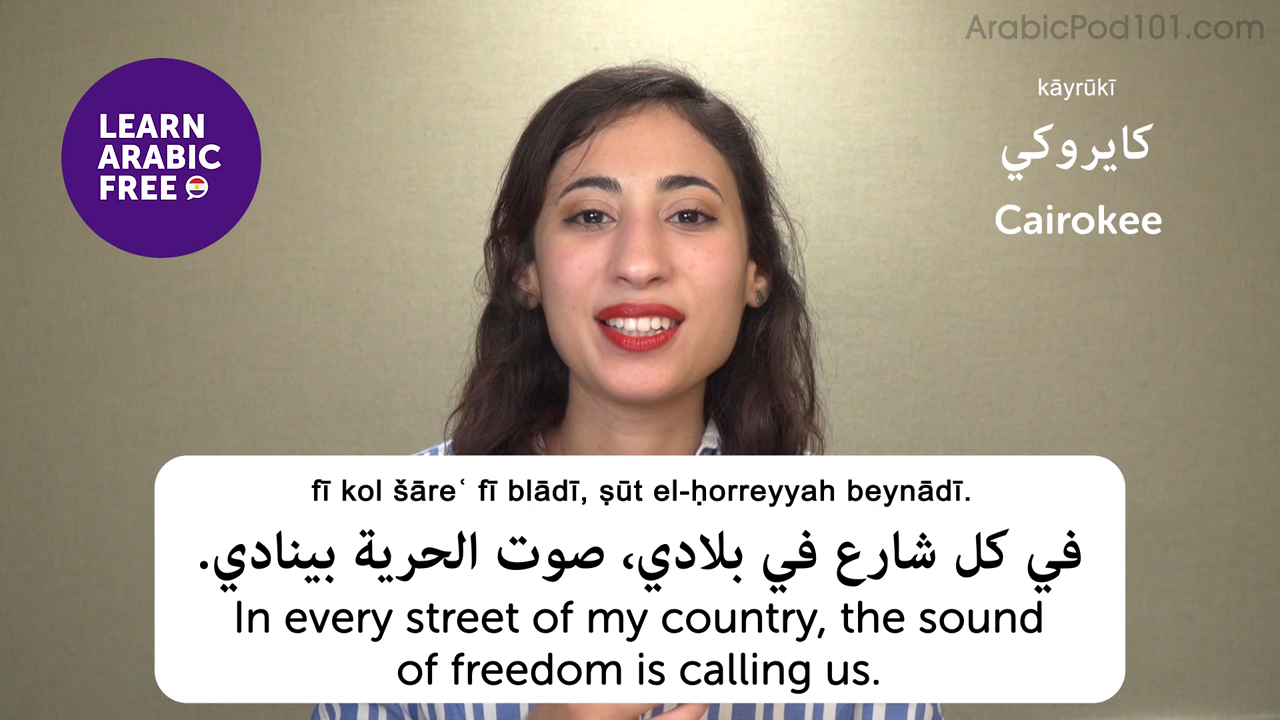 ArabicPod101.com
LEARN
ARABIC
FREE
kāyrūkī
كايروكي
Cairokee
fī kol šāreʿ fī blādī, ṣūt el-ḥorreyyah beynādī.
في كل شارع في بلادي، صوت الحرية بينادي.
In every street of my country, the sound
of freedom is calling us.